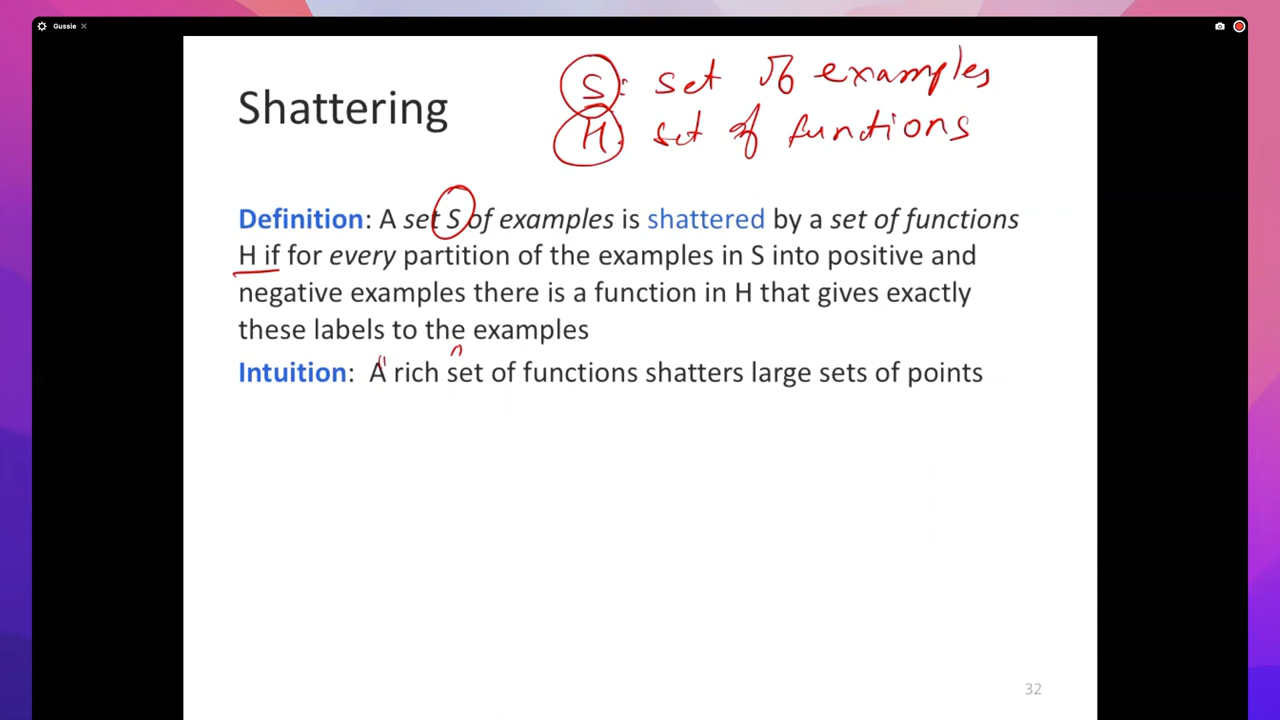 Gussie
S: set of examples
H: set of functions
Shattering
Definition: A set S of examples is shattered by a set of functions
H if for every partition of the examples in S into positive and
negative examples there is a function in H that gives exactly
these labels to the examples
Intuition: A rich set of functions shatters large sets of points
32